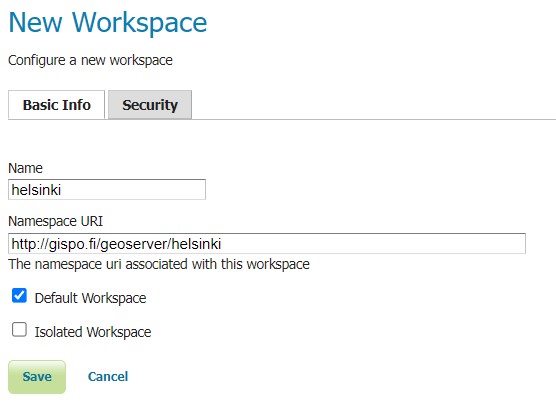 New Workspace
Configure a new workspace
Basic Info Security
Name
helsinki
Namespace URI
http://gispo.fi/geoserver/helsinki
The namespace uri associated with this workspace
Default Workspace
Isolated Workspace
Save Cancel